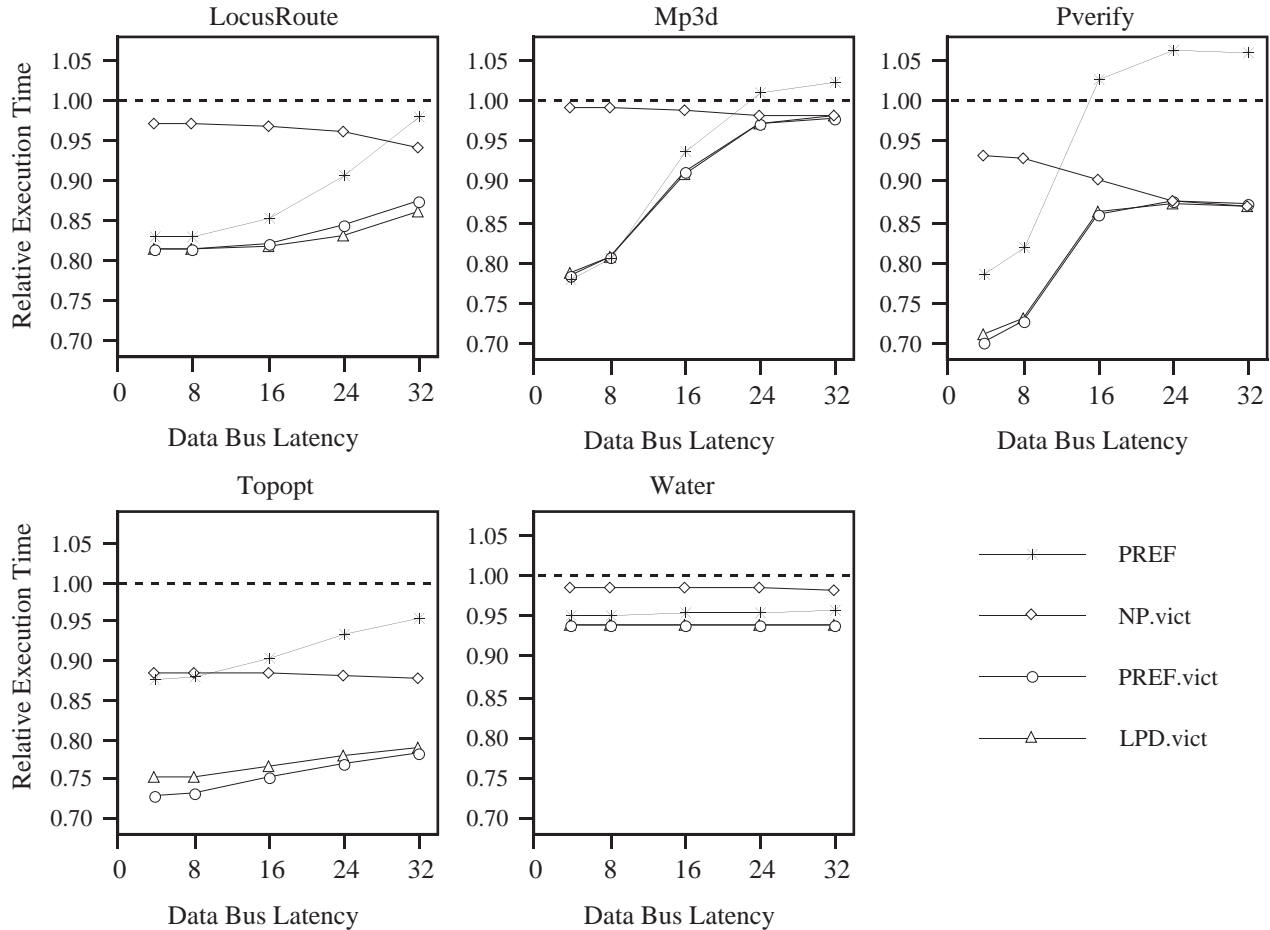 LocusRoute
Relative Execution Time
1.05
1.00
0.95
0.90
0.85
0.80
0.75
0.70
0 8 16 24 32
Data Bus Latency
Mp3d
1.05
1.00
0.95
0.90
0.85
0.80
0.75
0.70
0 8 16 24 32
Data Bus Latency
Pverify
1.05
1.00
0.95
0.90
0.85
0.80
0.75
0.70
0 8 16 24 32
Data Bus Latency
Topopt
Relative Execution Time
1.05
1.00
0.95
0.90
0.85
0.80
0.75
0.70
0 8 16 24 32
Data Bus Latency
Water
1.05
1.00
0.95
0.90
0.85
0.80
0.75
0.70
0 8 16 24 32
Data Bus Latency
PREF
NP.vict
PREF.vict
LPD.vict